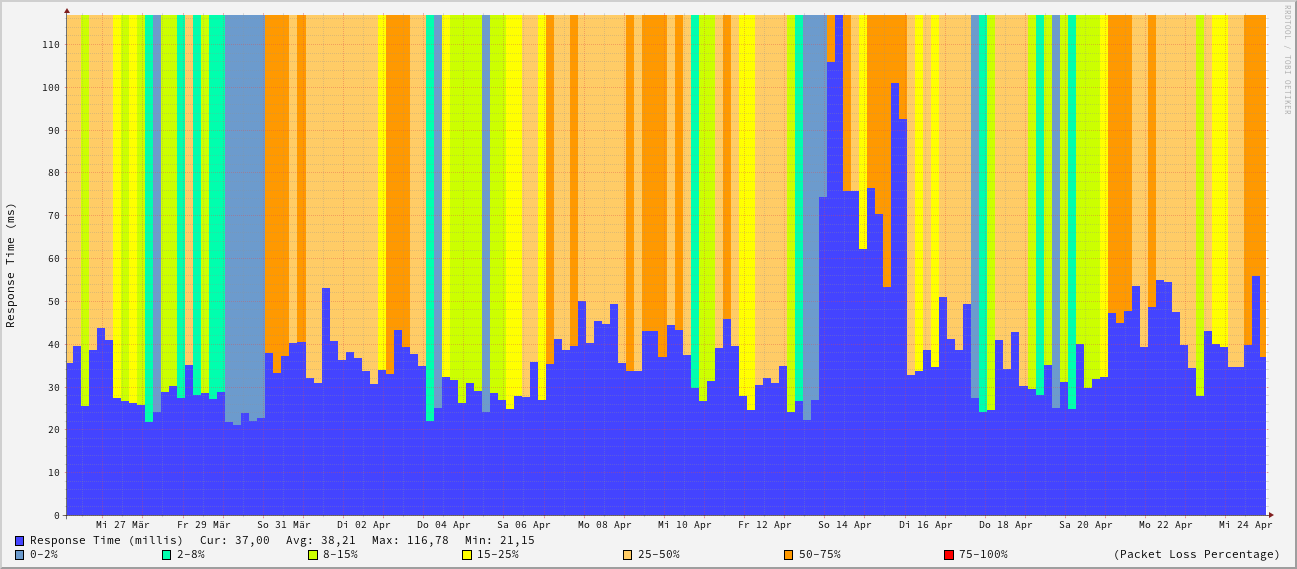 RRDTOOL / TOBI OETIKER
Response Time (ms)
110
100
90
80
70
60
50
40
30
20
10
0
Mi 27 Mär Fr 29 Mär So 31 Mär Di 02 Apr Do 04 Apr Sa 06 Apr Mo 08 Apr Mi 10 Apr Fr 12 Apr So 14 Apr Di 16 Apr Do 18 Apr Sa 20 Apr Mo 22 Apr Mi 24 Apr
Response Time (millis) Cur: 37,00 Avg: 38,21 Max: 116,78 Min: 21,15
0-2% 2-8% 8-15% 15-25% 25-50% 50-75% 75-100% (Packet Loss Percentage)